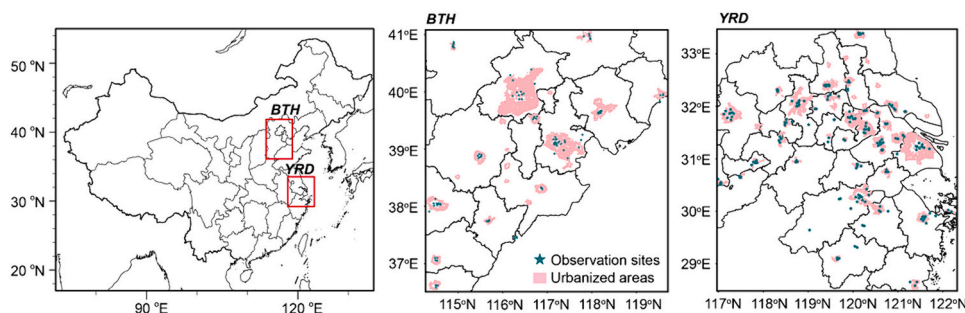 50 °N
40 °N
30 °N
20 °N
90 °E
120 °E
BTH
YRD
BTH
41°N
40°N
39°N
38°N
37°N
115°N
116°N
117°N
118°N
119°N
Observation sites
Urbanized areas
YRD
33°N
32°N
31°N
30°N
29°N
117°N
118°N
119°N
120°N
121°N
122°N